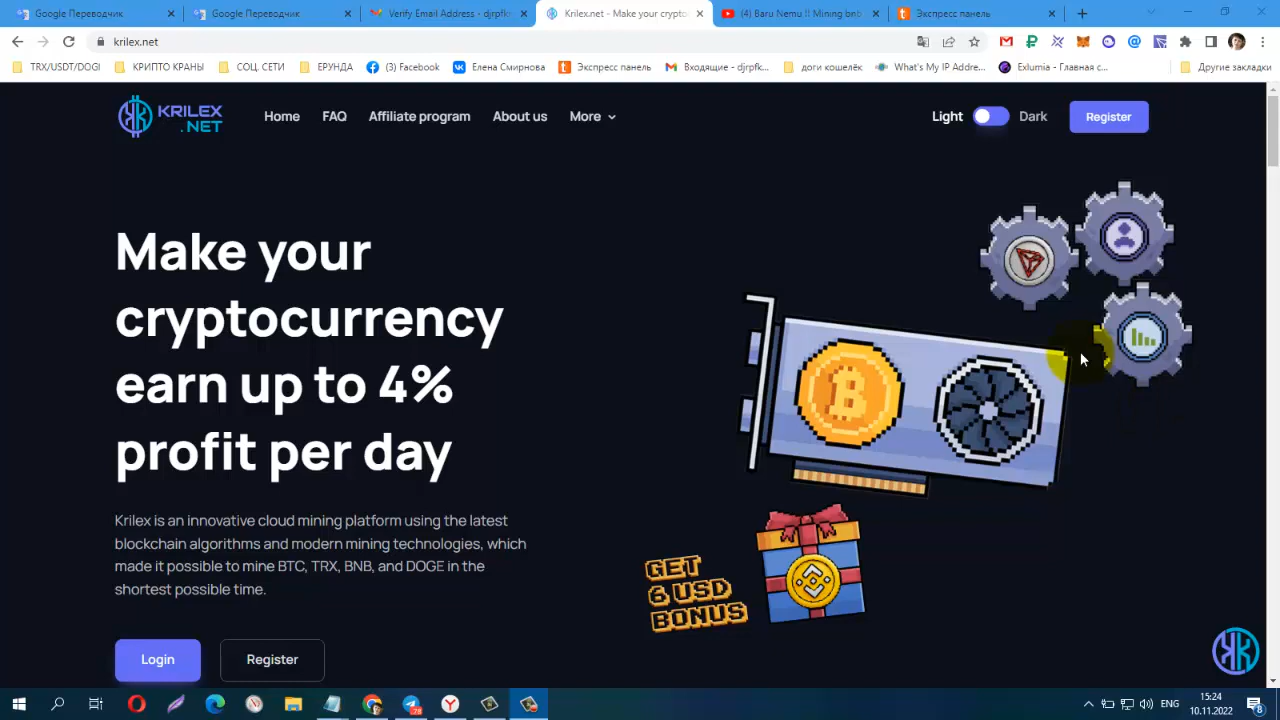 Google Переводчик
Google Переводчик
Verify Email Address - djrpfk...
Krilex.net - Make your crypto
(4) Baru Nemu !! Mining bnb
Экспресс панель
krilex.net
TRX/USDT/DOGI
КРИПТО КРАНЫ
СОЦ. СЕТИ
ЕРУНДА
(3) Facebook
Елена Смирнова
Экспресс панель
Входящие - djrpfk...
доги кошелёк
What's My IP Addre...
Exlumia - Главная с...
Другие закладки
KRILEX
.NET
Home
FAQ
Affiliate program
About us
More
Light
Dark
Register
Make your
cryptocurrency
earn up to 4%
profit per day
Krilex is an innovative cloud mining platform using the latest
blockchain algorithms and modern mining technologies, which
made it possible to mine BTC, TRX, BNB, and DOGE in the
shortest possible time.
GET
6 USD
BONUS
Login
Register
78
ENG
15:24
10.11.2022
8